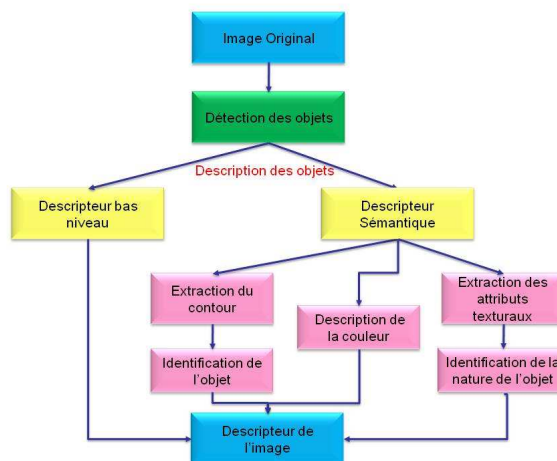 Image Original
Détection des objets
Description des objets
Descripteur bas
niveau
Descripteur
Sémantique
Extraction du
contour
Description de
la couleur
Extraction des
attributs
texturaux
Identification de
l'objet
Identification de la
nature de l'objet
Descripteur de
l'image